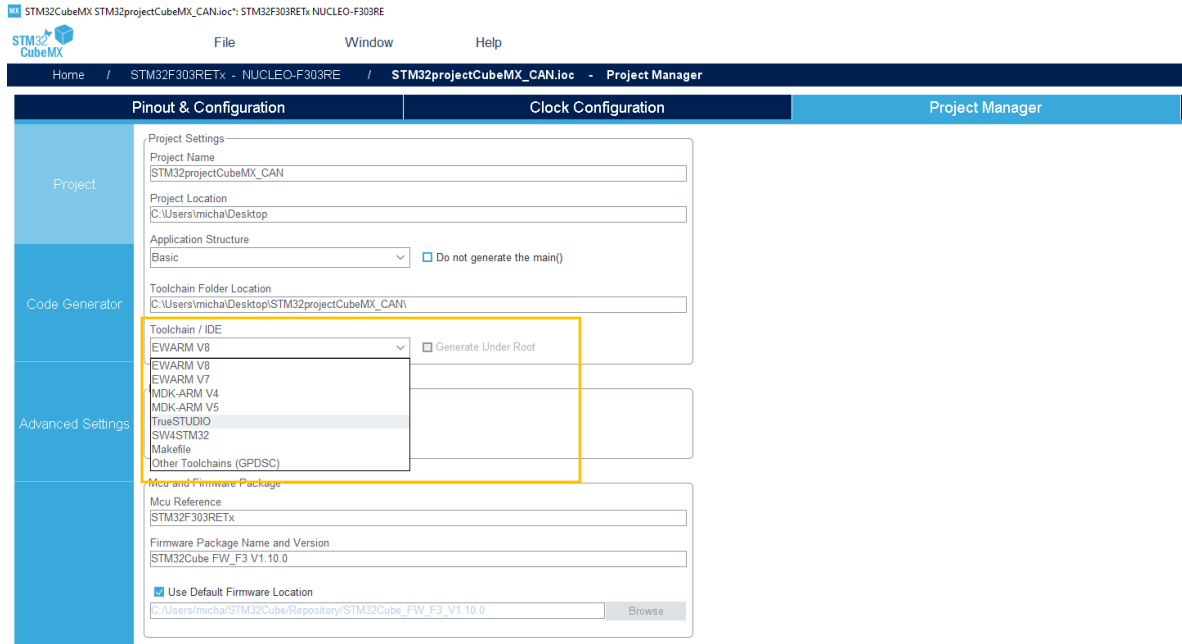 MX STM32CubeMX STM32projectCubeMX_CAN.ioc*: STM32F303RETx NUCLEO-F303RE
STM32
CubeMX
File Window Help
Home / STM32F303RETx - NUCLEO-F303RE / STM32projectCubeMX_CAN.ioc - Project Manager
Pinout & Configuration Clock Configuration Project Manager
Project
Code Generator
Advanced Settings
Project Settings
Project Name
STM32projectCubeMX_CAN
Project Location
C:\Users\micha\Desktop
Application Structure
Basic Do not generate the main()
Toolchain Folder Location
C:\Users\micha\Desktop\STM32projectCubeMX_CAN\
Toolchain / IDE
EWARM V8 Generate Under Root
EWARM V8
EWARM V7
MDK-ARM V4
MDK-ARM V5
TrueSTUDIO
SW4STM32
Makefile
Other Toolchains (GPDSC)
Mcu and Firmware Package
Mcu Reference
STM32F303RETx
Firmware Package Name and Version
STM32Cube FW_F3 V1.10.0
Use Default Firmware Location
C:/Users/micha/STM32Cube/Repository/STM32Cube_FW_F3_V1.10.0 Browse